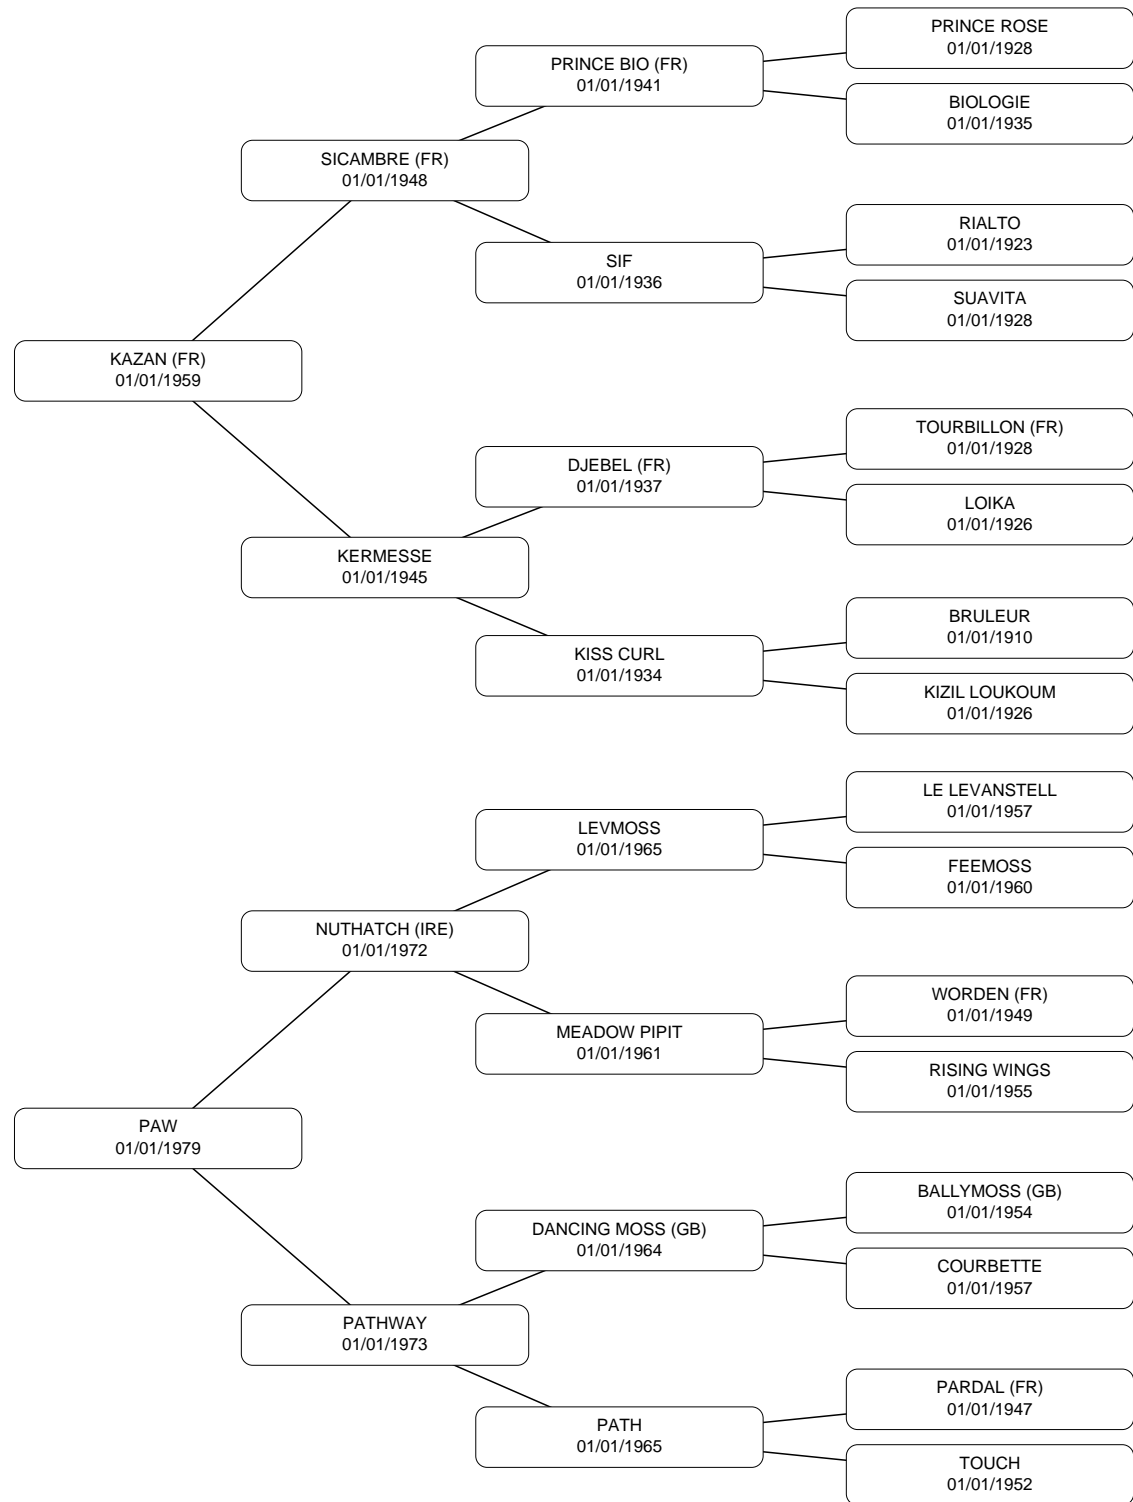 PRINCE ROSE
01/01/1928
PRINCE BIO (FR)
01/01/1941
BIOLOGIE
01/01/1935
SICAMBRE (FR)
01/01/1948
RIALTO
01/01/1923
SIF
01/01/1936
SUAVITA
01/01/1928
KAZAN (FR)
01/01/1959
TOURBILLON (FR)
01/01/1928
DJEBEL (FR)
01/01/1937
LOIKA
01/01/1926
KERMESSE
01/01/1945
BRULEUR
01/01/1910
KISS CURL
01/01/1934
KIZIL LOUKOUM
01/01/1926
LE LEVANSTELL
01/01/1957
LEVMOSS
01/01/1965
FEEMOSS
01/01/1960
NUTHATCH (IRE)
01/01/1972
WORDEN (FR)
01/01/1949
MEADOW PIPIT
01/01/1961
RISING WINGS
01/01/1955
PAW
01/01/1979
BALLYMOSS (GB)
01/01/1954
DANCING MOSS (GB)
01/01/1964
COURBETTE
01/01/1957
PATHWAY
01/01/1973
PARDAL (FR)
01/01/1947
PATH
01/01/1965
TOUCH
01/01/1952